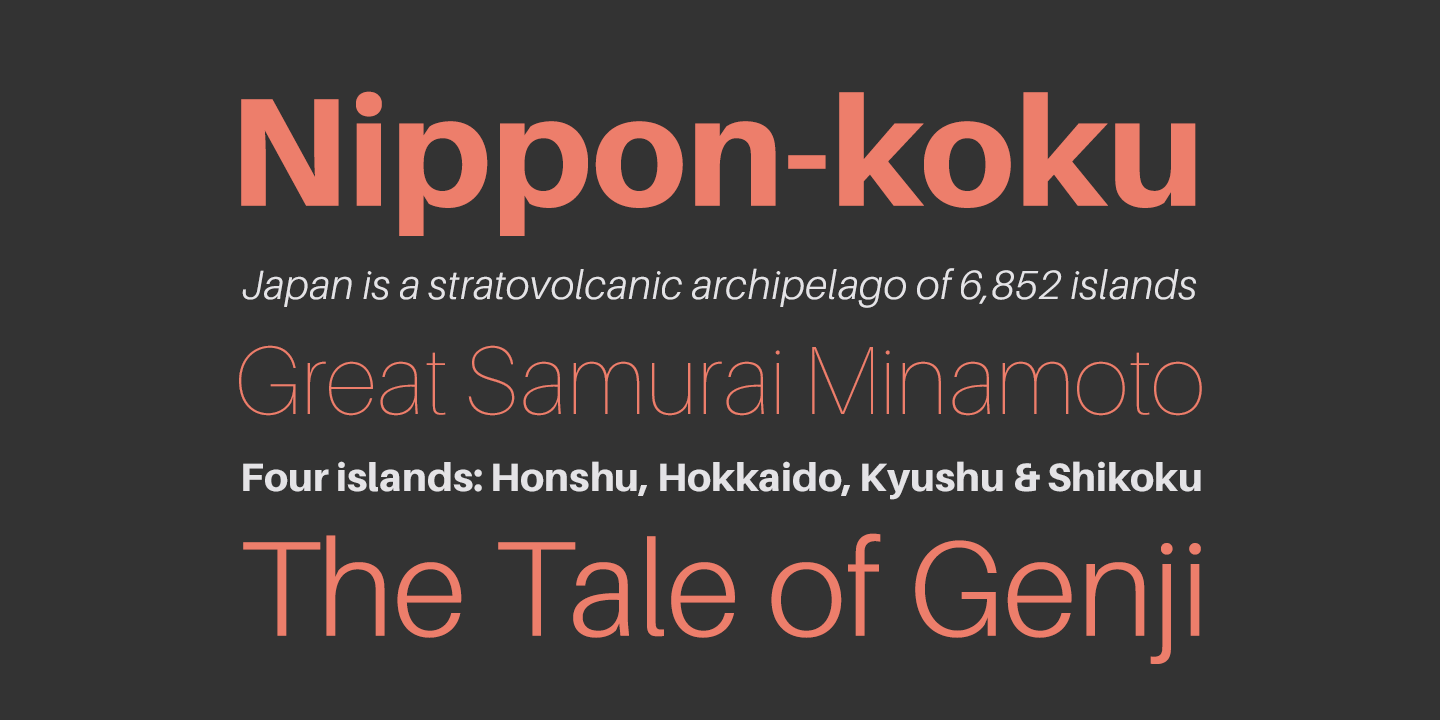 Nippon-koku
Japan is a stratovolcanic archipelago of 6,852 islands
Great Samurai Minamoto
Four islands: Honshu, Hokkaido, Kyushu & Shikoku
The Tale of Genji